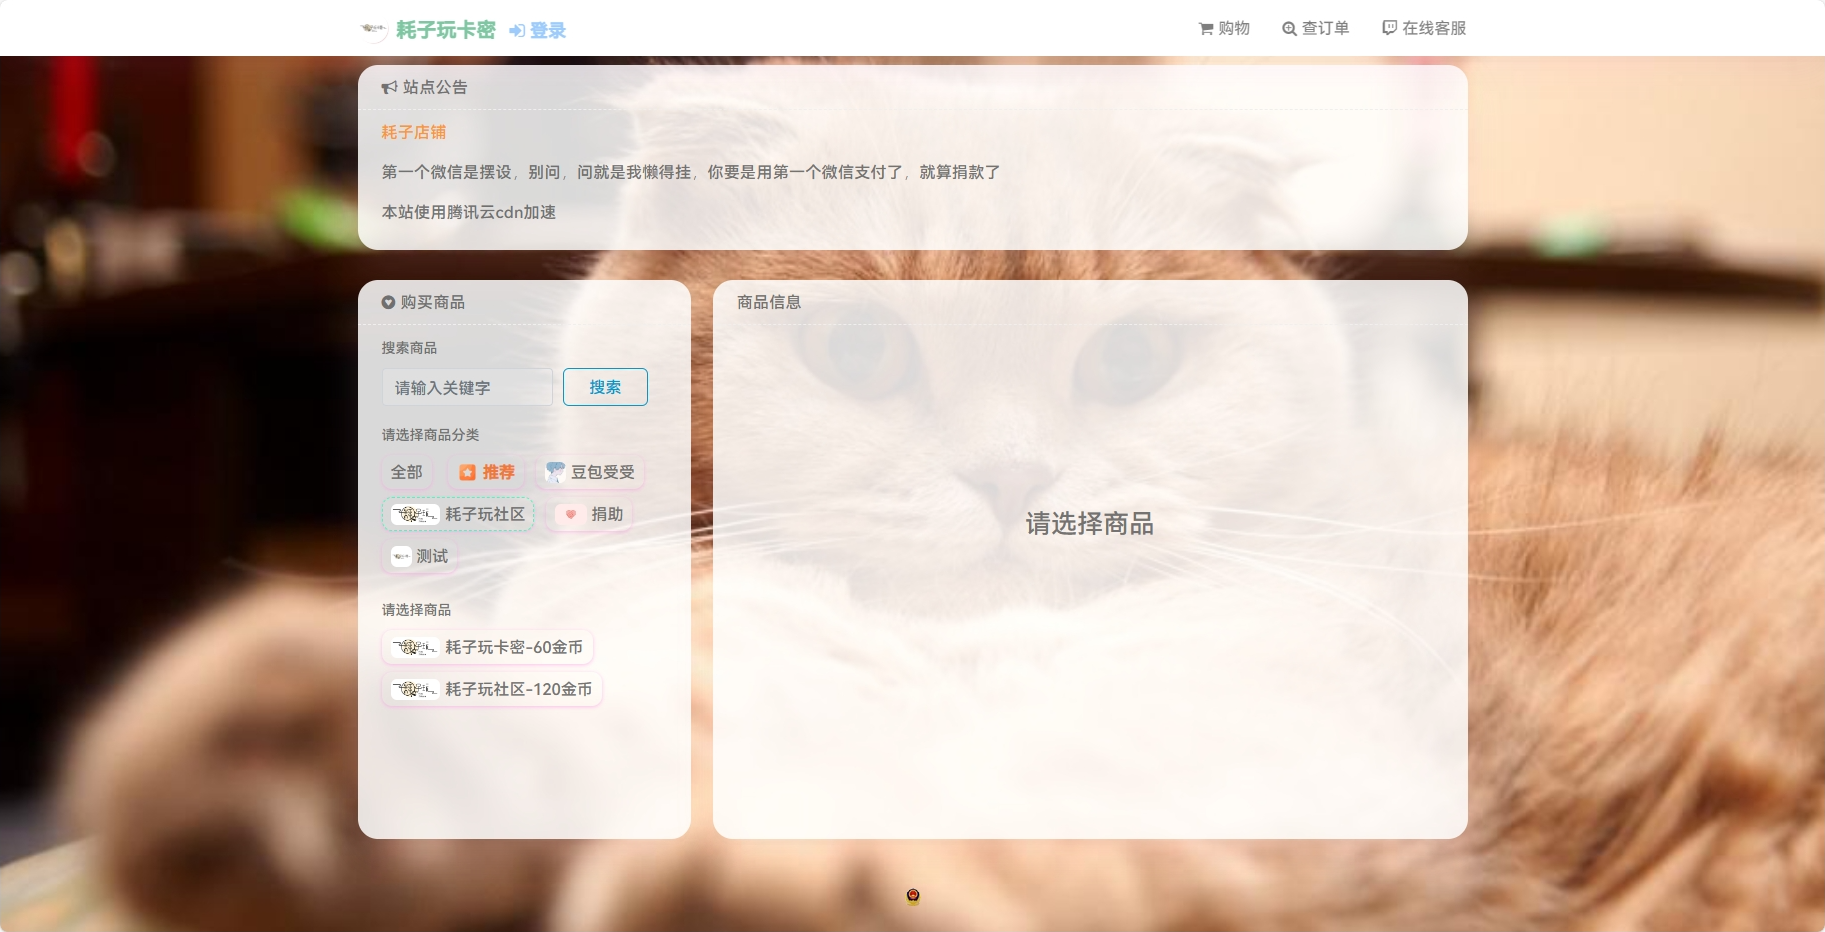 耗子玩卡密 登录 购物 查订单 在线客服
站点公告
耗子店铺
第一个微信是摆设，别问，问就是我懒得挂，你要是用第一个微信支付了，就算捐款了
本站使用腾讯云cdn加速
购买商品
搜索商品
请输入关键字 搜索
请选择商品分类
全部 推荐 豆包受受
耗子玩社区 捐助
测试
请选择商品
耗子玩卡密-60金币
耗子玩社区-120金币
商品信息
请选择商品